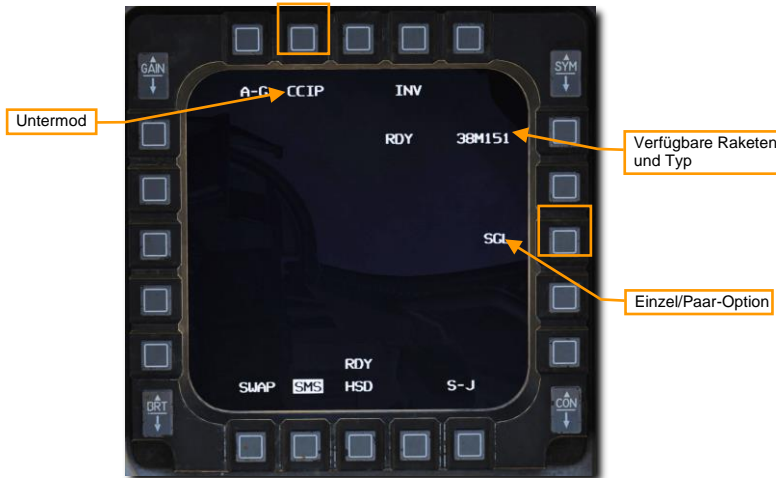 GAIN
SYM
A-G CCIP INV
Untermod
RDY 38M151
Verfügbare Raketen
und Typ
SGL
Einzel/Paar-Option
RDY
SWAP SMS HSD S-J
BRT
CON